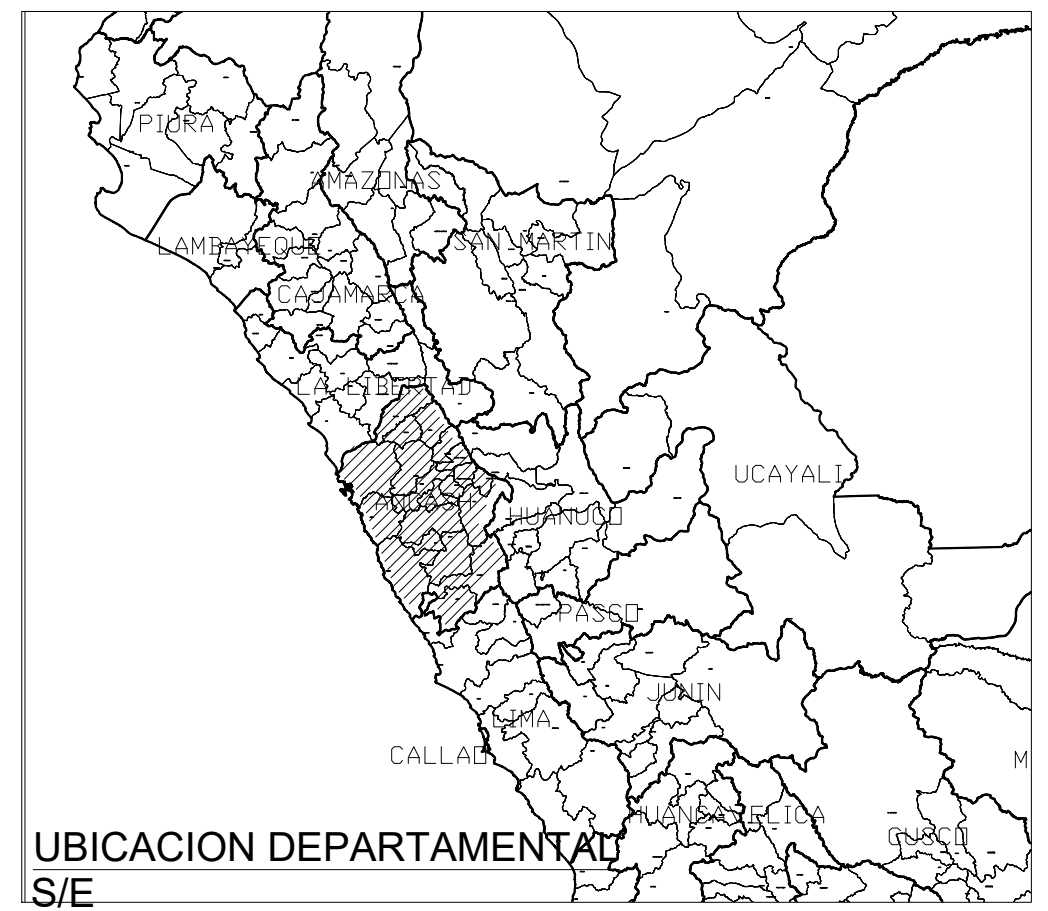 PIURA
AMAZONAS
LAMBAYEQUE
SAN MARTIN
CAJAMARCA
LA LIBERTAD
UCAYALI
ANCASH
HUANUCO
PASCO
JUNIN
LIMA
CALLAO
M
HUANCAVELICA
CUSCO
UBICACION DEPARTAMENTAL
S/E